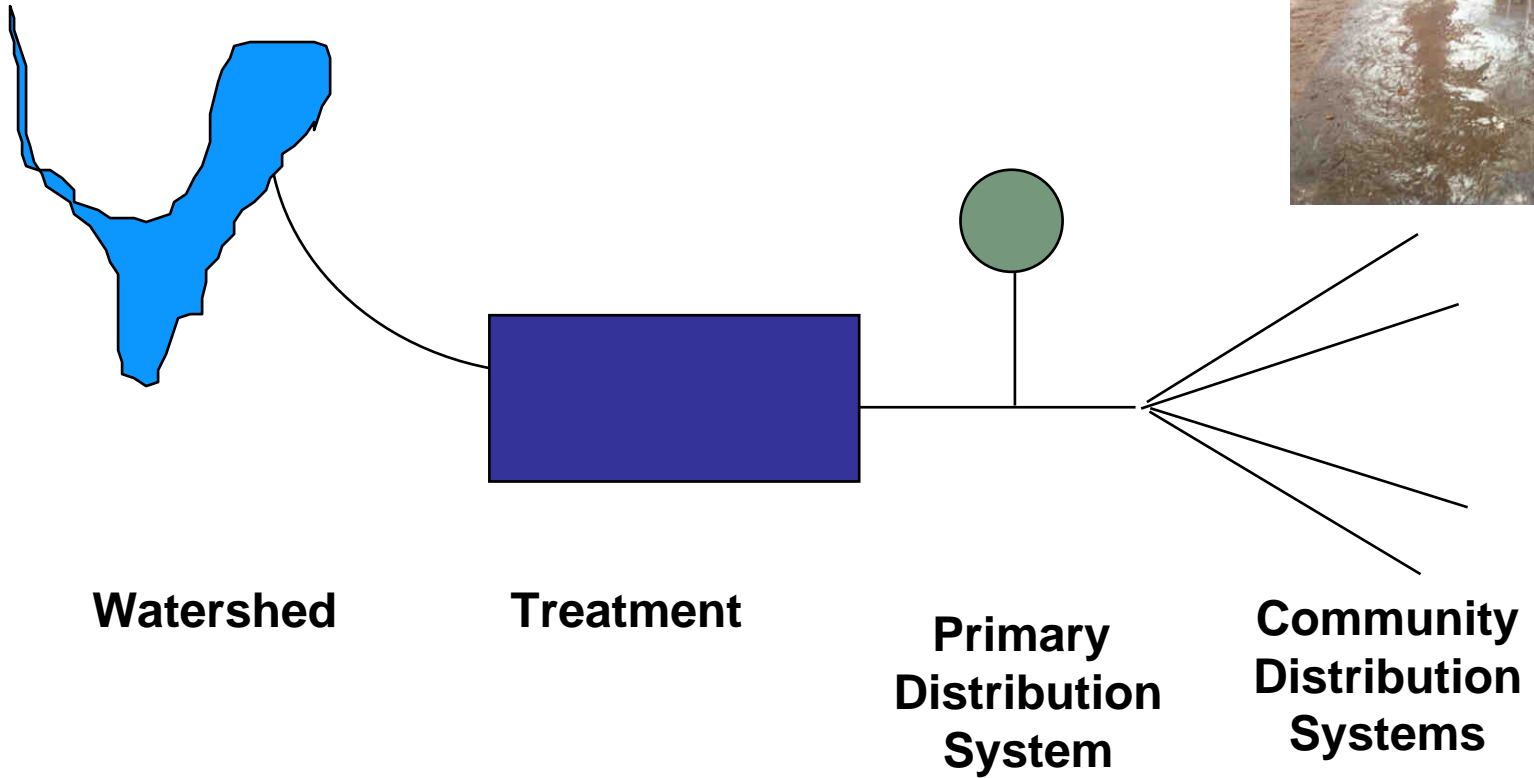 Watershed
Treatment
Primary
Distribution
System
Community
Distribution
Systems